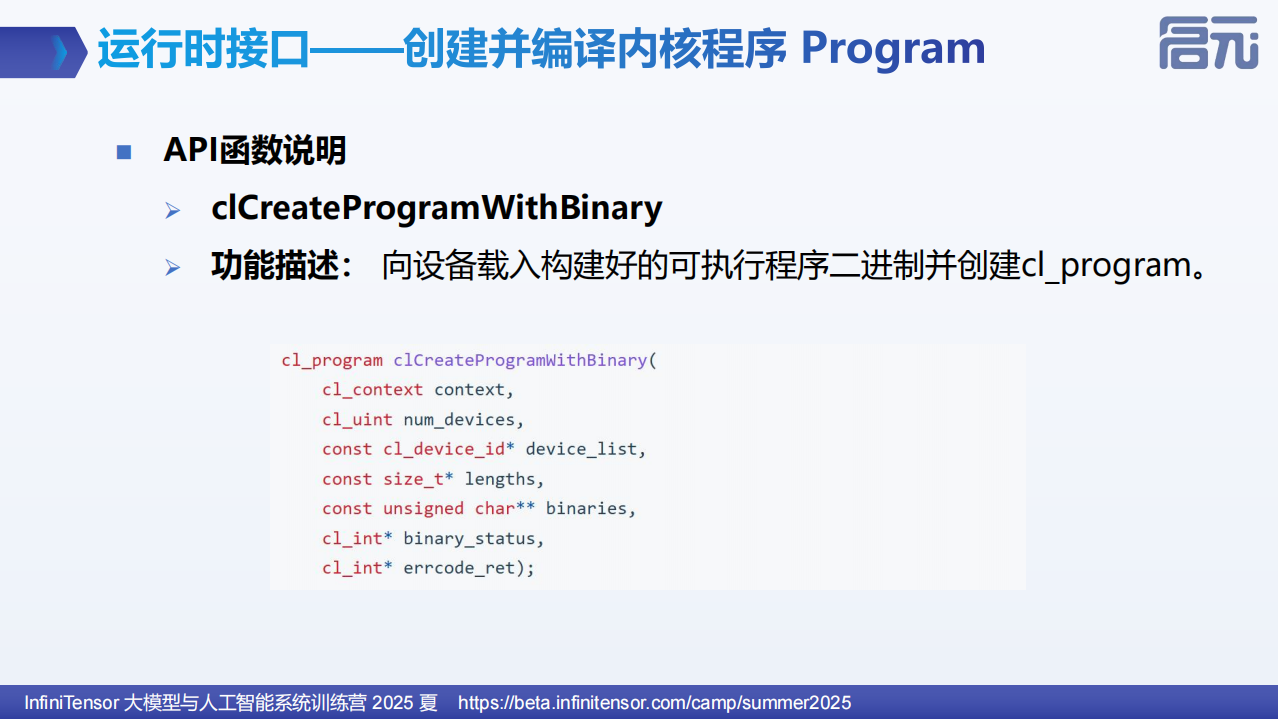 运行时接口——创建并编译内核程序 Program
启元
API函数说明
clCreateProgramWithBinary
功能描述： 向设备载入构建好的可执行程序二进制并创建cl_program。
cl_program clCreateProgramWithBinary(
    cl_context context,
    cl_uint num_devices,
    const cl_device_id* device_list,
    const size_t* lengths,
    const unsigned char** binaries,
    cl_int* binary_status,
    cl_int* errcode_ret);
InfiniTensor 大模型与人工智能系统训练营 2025 夏 https://beta.infinitensor.com/camp/summer2025